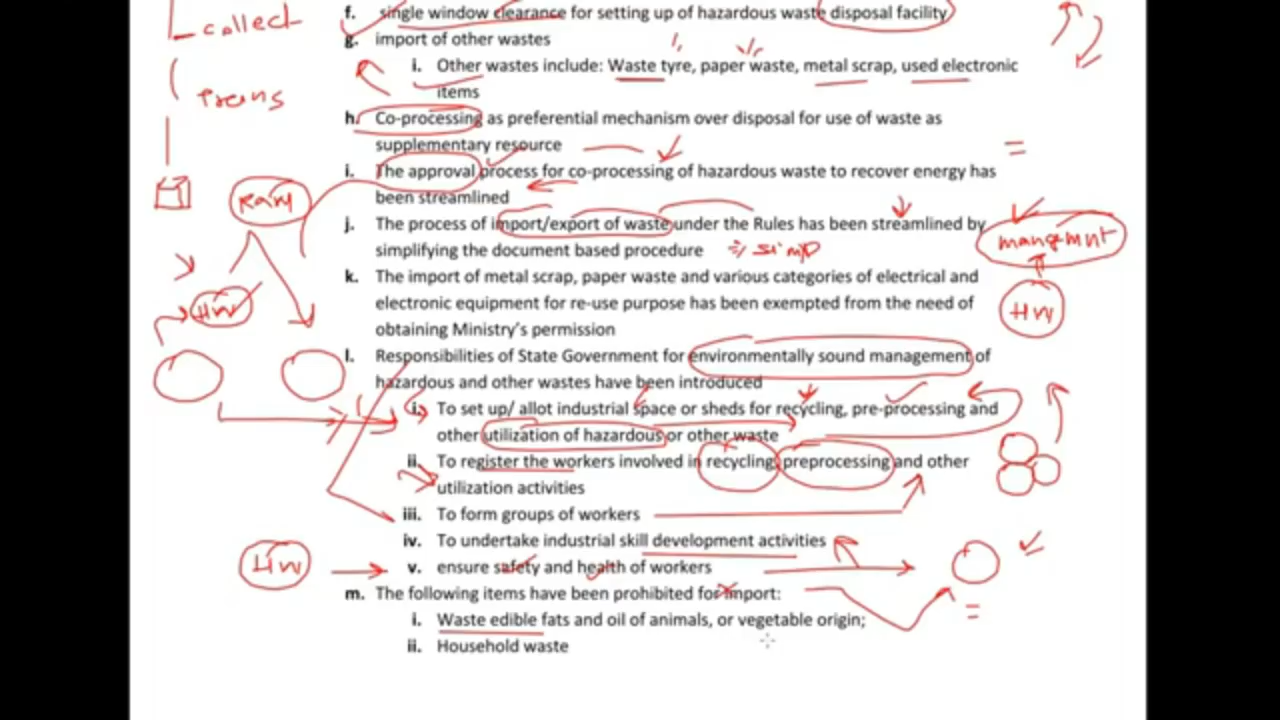 collect
f. single window clearance for setting up of hazardous waste disposal facility
g. import of other wastes
i. Other wastes include: Waste tyre, paper waste, metal scrap, used electronic
items
Trans
h. Co-processing as preferential mechanism over disposal for use of waste as
supplementary resource
i. The approval process for co-processing of hazardous waste to recover energy has
been streamlined
Raw
j. The process of import/export of waste under the Rules has been streamlined by
simplifying the document based procedure
k. The import of metal scrap, paper waste and various categories of electrical and
electronic equipment for re-use purpose has been exempted from the need of
obtaining Ministry's permission
HW
HW
l. Responsibilities of State Government for environmentally sound management of
hazardous and other wastes have been introduced
i. To set up/ allot industrial space or sheds for recycling, pre-processing and
other utilization of hazardous or other waste
ii. To register the workers involved in recycling, preprocessing and other
utilization activities
iii. To form groups of workers
iv. To undertake industrial skill development activities
HW
v. ensure safety and health of workers
m. The following items have been prohibited for import:
i. Waste edible fats and oil of animals, or vegetable origin;
ii. Household waste